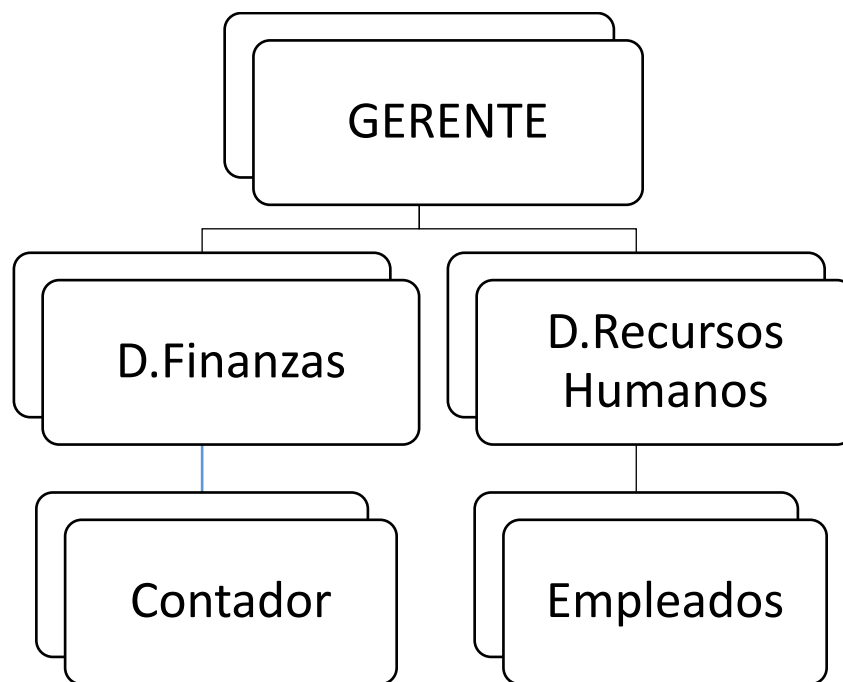 GERENTE
D.Finanzas
D.Recursos
Humanos
Contador
Empleados